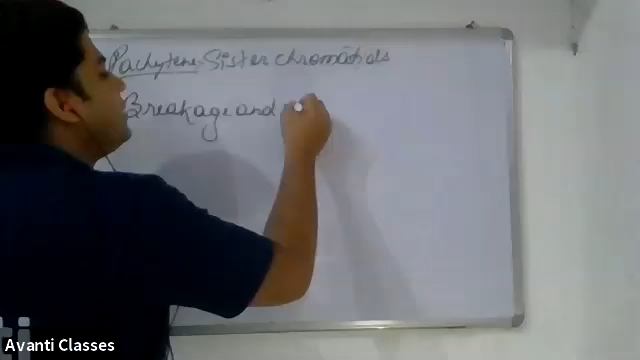 Pachytene - Sister chromatids
Breakage and
Avanti Classes